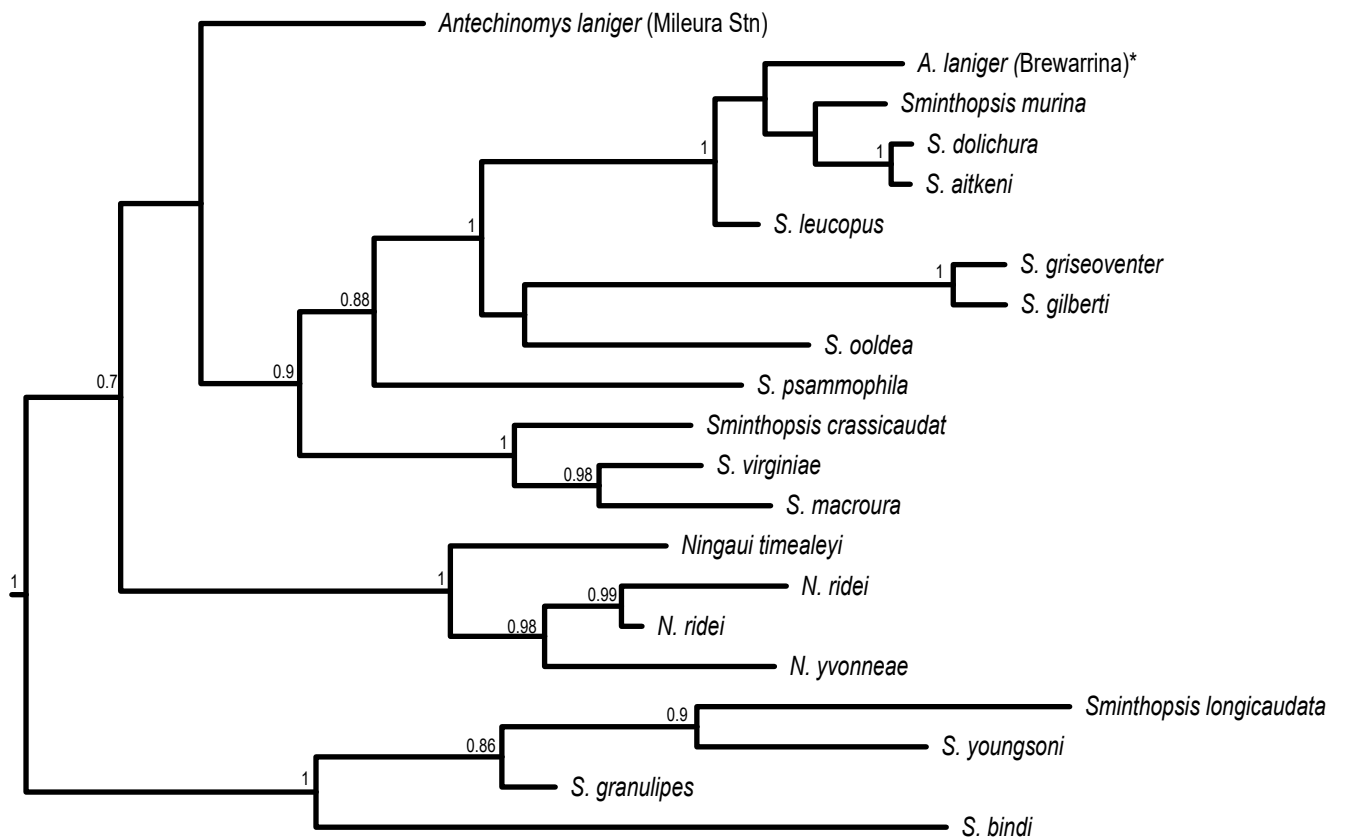 Antechinomys laniger (Mileura Stn)
A. laniger (Brewarrina)*
Sminthopsis murina
1
S. dolichura
1
S. aitkeni
1
S. leucopus
1
S. griseoventer
0.88
S. gilberti
S. ooldea
0.9
S. psammophila
0.7
Sminthopsis crassicaudat
1
S. virginiae
0.98
S. macroura
Ningaui timealeyi
1
1
N. ridei
0.99
N. ridei
0.98
N. yvonneae
Sminthopsis longicaudata
0.9
S. youngsoni
0.86
S. granulipes
1
S. bindi